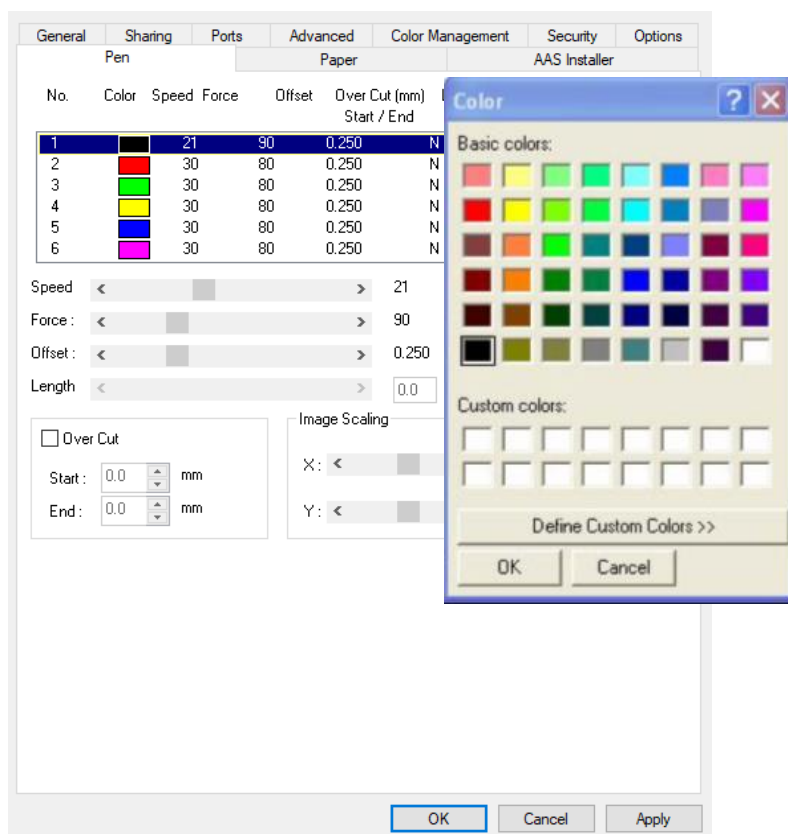 General Sharing Ports Advanced Color Management Security Options
Pen Paper AAS Installer
No. Color Speed Force Offset Over Cut (mm)
Start / End
1 21 90 0.250 N
2 30 80 0.250 N
3 30 80 0.250 N
4 30 80 0.250 N
5 30 80 0.250 N
6 30 80 0.250 N
Speed < > 21
Force : < > 90
Offset : < > 0.250
Length < > 0.0
Over Cut
Start : 0.0 mm
End : 0.0 mm
Image Scaling
X : <
Y : <
Color ? X
Basic colors:
Custom colors:
Define Custom Colors >>
OK Cancel
OK Cancel Apply